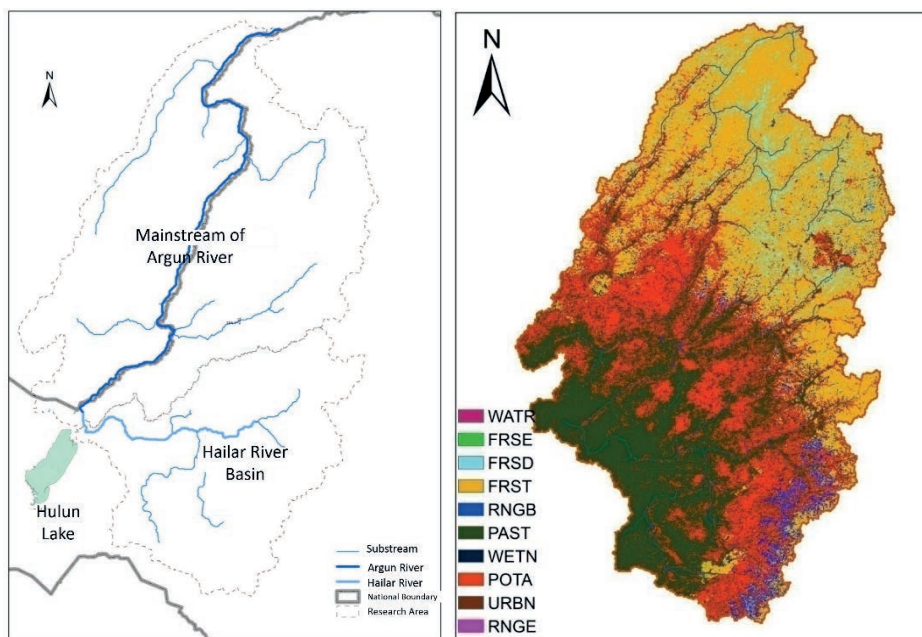 N
Mainstream of
Argun River
Hailar River
Basin
Hulun
Lake
Substream
Argun River
Hailar River
National Boundary
Research Area
N
WATR
FRSE
FRSD
FRST
RNGB
PAST
WETN
POTA
URBN
RNGE